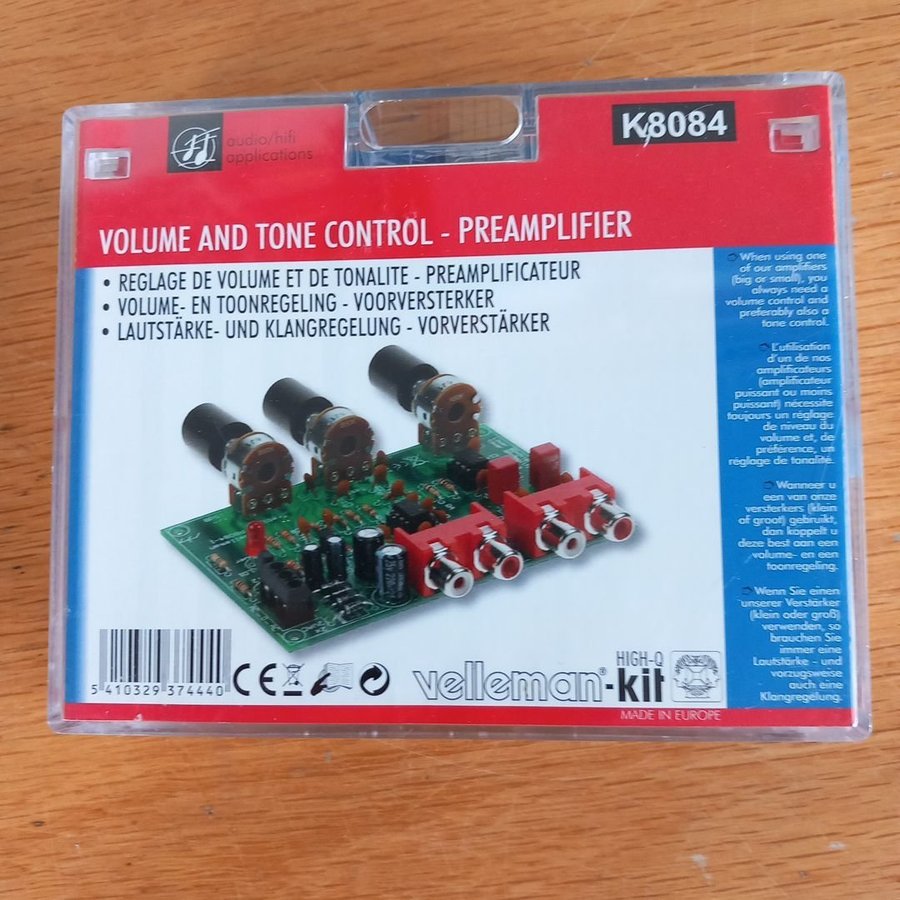 audio/hifi
applications
K8084
VOLUME AND TONE CONTROL - PREAMPLIFIER
• REGLAGE DE VOLUME ET DE TONALITE - PREAMPLIFICATEUR
• VOLUME- EN TOONREGELING - VOORVERSTERKER
• LAUTSTÄRKE- UND KLANGREGELUNG - VORVERSTÄRKER
When using one
of our amplifiers
(big or small), you
always need a
volume control and
preferably also a
tone control.
L'utilisation
d'un de nos
amplificateurs
(amplificateur
puissant ou moins
puissant) nécessite
toujours un réglage
de niveau du
volume et, de
préférence, un
réglage de tonalité.
Wanneer u
een van onze
versterkers (klein
of groot) gebruikt,
dan koppelt u
deze best aan een
volume- en een
toonregeling.
Wenn Sie einen
unserer Verstärker
(klein oder groß)
verwenden, so
brauchen Sie
immer eine
Lautstärke - und
vorzugsweise
auch eine
Klangregelung.
5 410329 374440
CE
velleman®-kit
HIGH-Q
MADE IN EUROPE